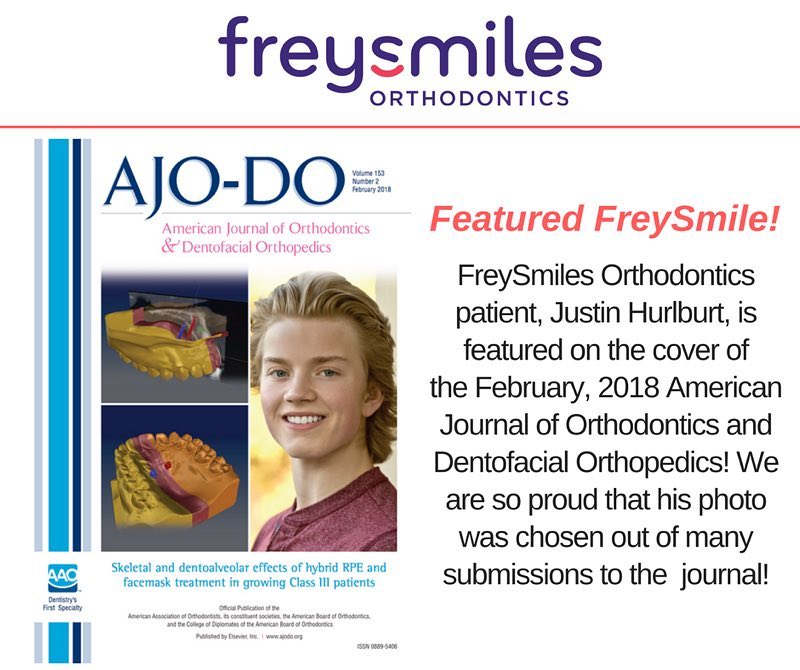 freysmiles
ORTHODONTICS
AJO-DO
Volume 153
Number 2
February 2018
American Journal of Orthodontics
& Dentofacial Orthopedics
Skeletal and dentoalveolar effects of hybrid RPE and
facemask treatment in growing Class III patients
AAO
Dentistry's
First Specialty
Official Publication of the
American Association of Orthodontists, its constituent societies, the American Board of Orthodontics,
and the College of Diplomates of the American Board of Orthodontics
Published by Elsevier, Inc. | www.ajodo.org
ISSN 0889-5406
Featured FreySmile!
FreySmiles Orthodontics
patient, Justin Hurlburt, is
featured on the cover of
the February, 2018 American
Journal of Orthodontics and
Dentofacial Orthopedics! We
are so proud that his photo
was chosen out of many
submissions to the journal!